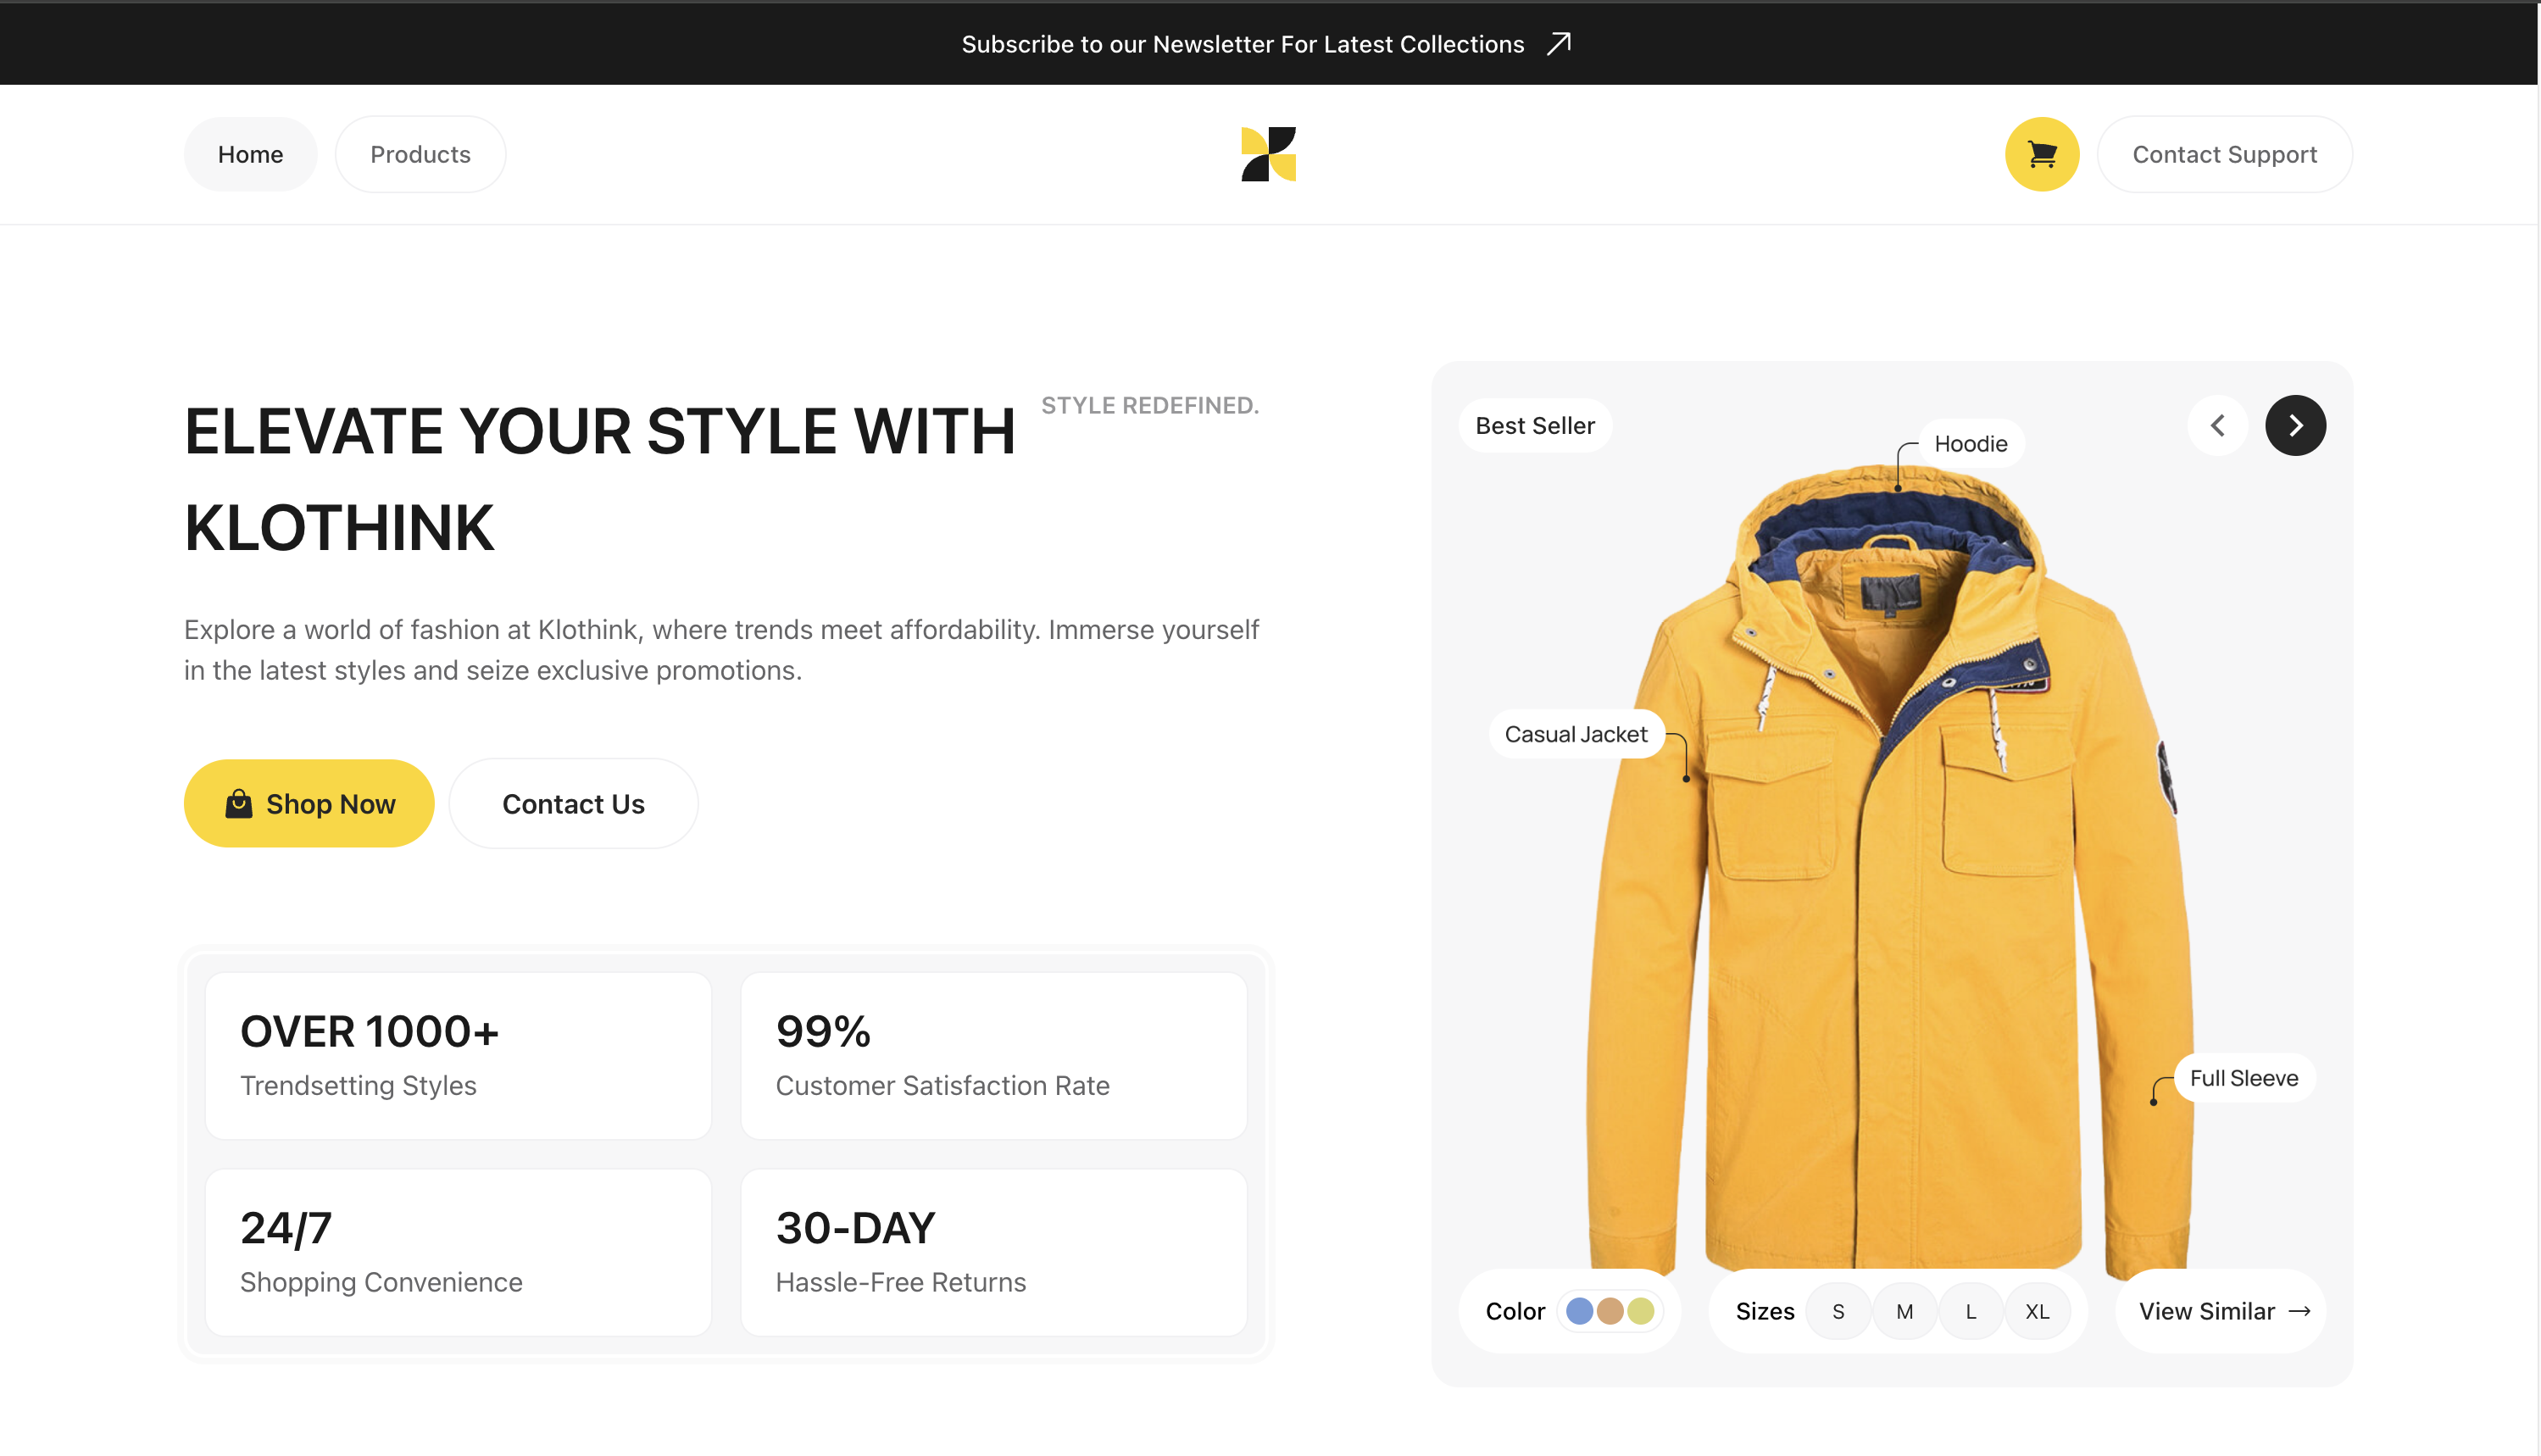 Subscribe to our Newsletter For Latest Collections
Home
Products
Contact Support
ELEVATE YOUR STYLE WITH
KLOTHINK
STYLE REDEFINED.
Explore a world of fashion at Klothink, where trends meet affordability. Immerse yourself
in the latest styles and seize exclusive promotions.
Shop Now
Contact Us
OVER 1000+
Trendsetting Styles
99%
Customer Satisfaction Rate
24/7
Shopping Convenience
30-DAY
Hassle-Free Returns
Best Seller
Hoodie
Casual Jacket
Full Sleeve
Color
Sizes
S
M
L
XL
View Similar